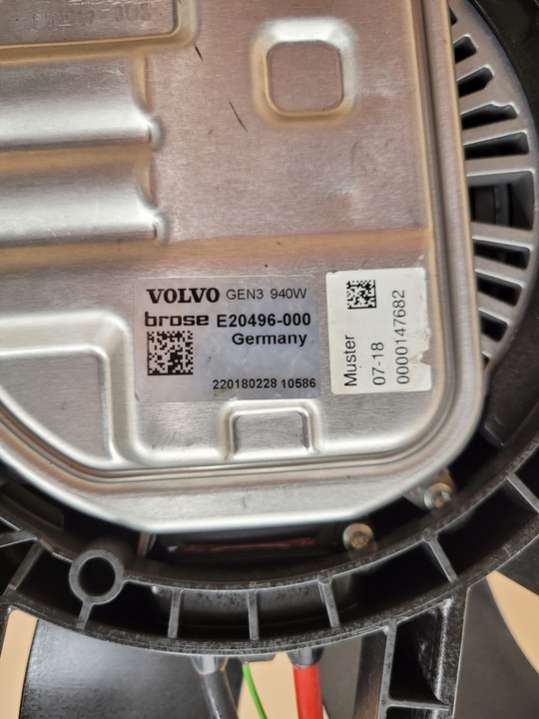 VOLVO GEN3 940W
brose E20496-000
Germany
220180228 10586
Muster
07-18
0000147682